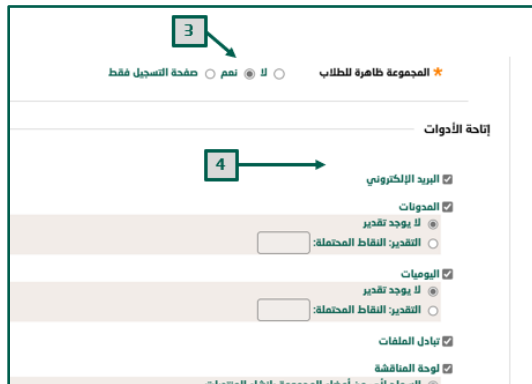 3
* المجموعة ظاهرة للطلاب لا نعم صفحة التسجيل فقط
إتاحة الأدوات
4
البريد الإلكتروني
المدونات
لا يوجد تقدير
التقدير: النقاط المحتملة:
اليوميات
لا يوجد تقدير
التقدير: النقاط المحتملة:
تبادل الملفات
لوحة المناقشة